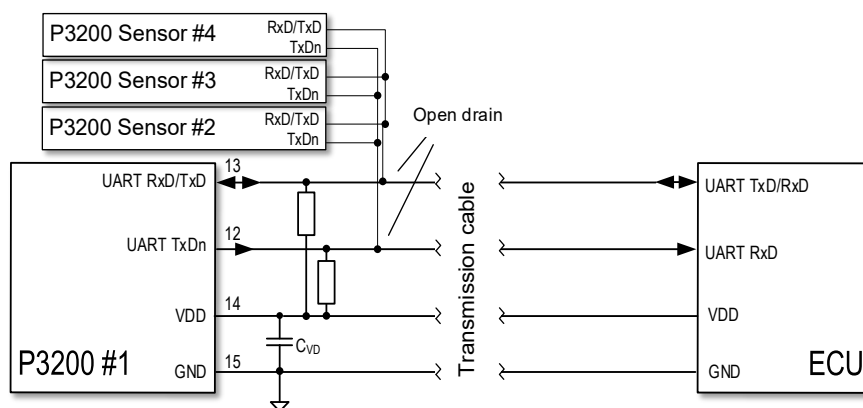 P3200 Sensor #4
RxD/TxD
TxDn
P3200 Sensor #3
RxD/TxD
TxDn
P3200 Sensor #2
RxD/TxD
TxDn
Open drain
UART RxD/TxD
13
UART TxDn
12
VDD
14
GND
15
P3200 #1
CVD
Transmission cable
UART TxD/RxD
UART RxD
VDD
GND
ECU